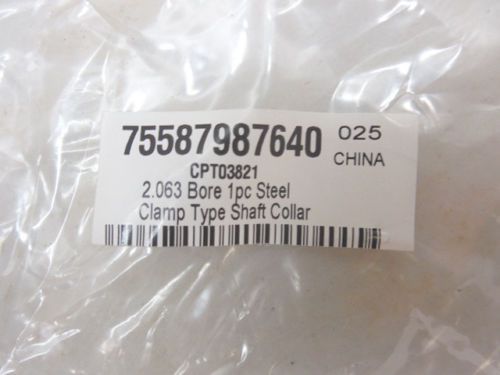 75587987640 025
CHINA
CPT03821
2.063 Bore 1pc Steel
Clamp Type Shaft Collar